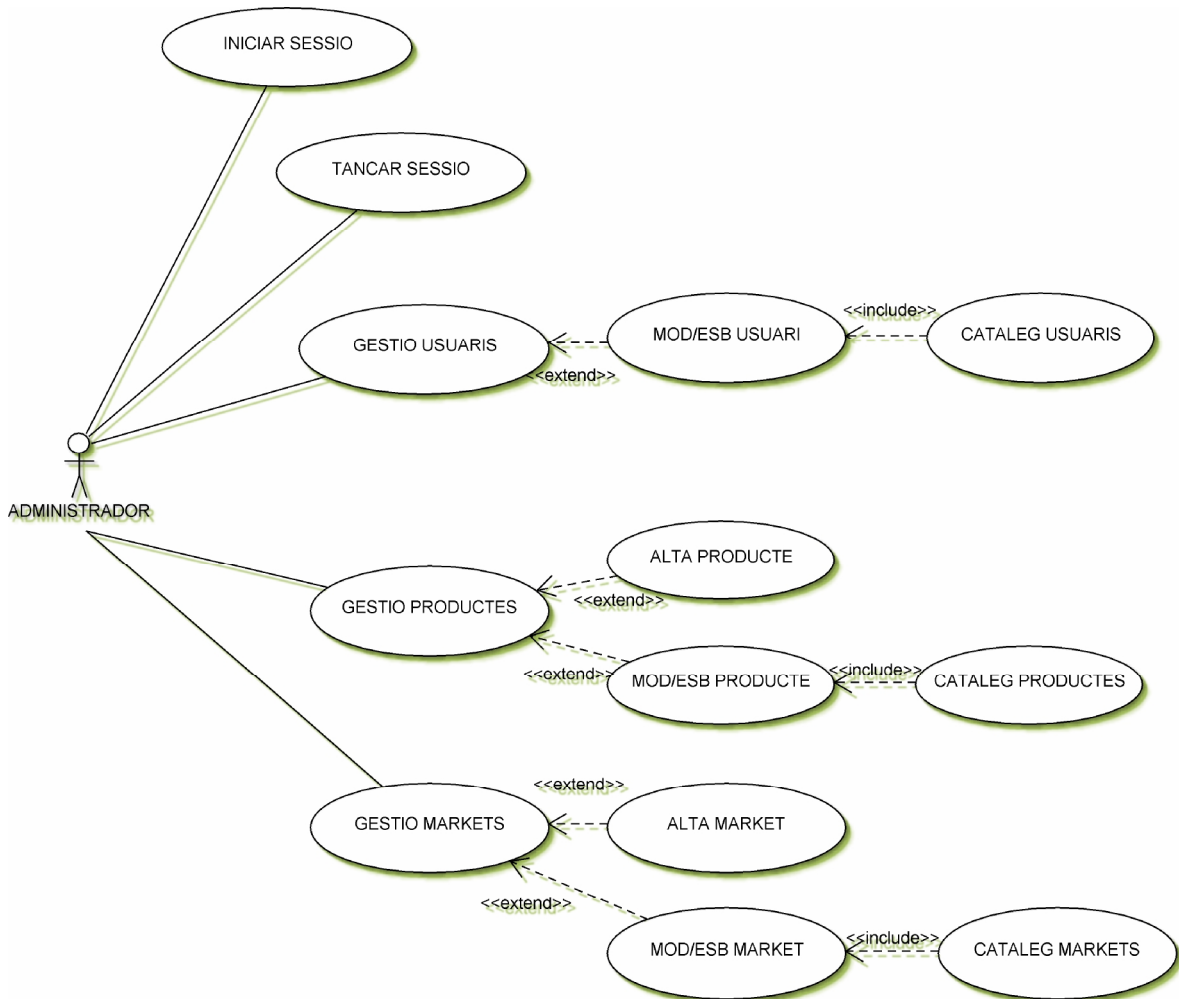 INICIAR SESSIO
TANCAR SESSIO
<<include>>
GESTIO USUARIS
MOD/ESB USUARI
CATALEG USUARIS
<<extend>>
ADMINISTRADOR
ALTA PRODUCTE
<<extend>>
GESTIO PRODUCTES
<<extend>>
MOD/ESB PRODUCTE
<<include>>
CATALEG PRODUCTES
<<extend>>
GESTIO MARKETS
ALTA MARKET
<<extend>>
<<include>>
MOD/ESB MARKET
CATALEG MARKETS